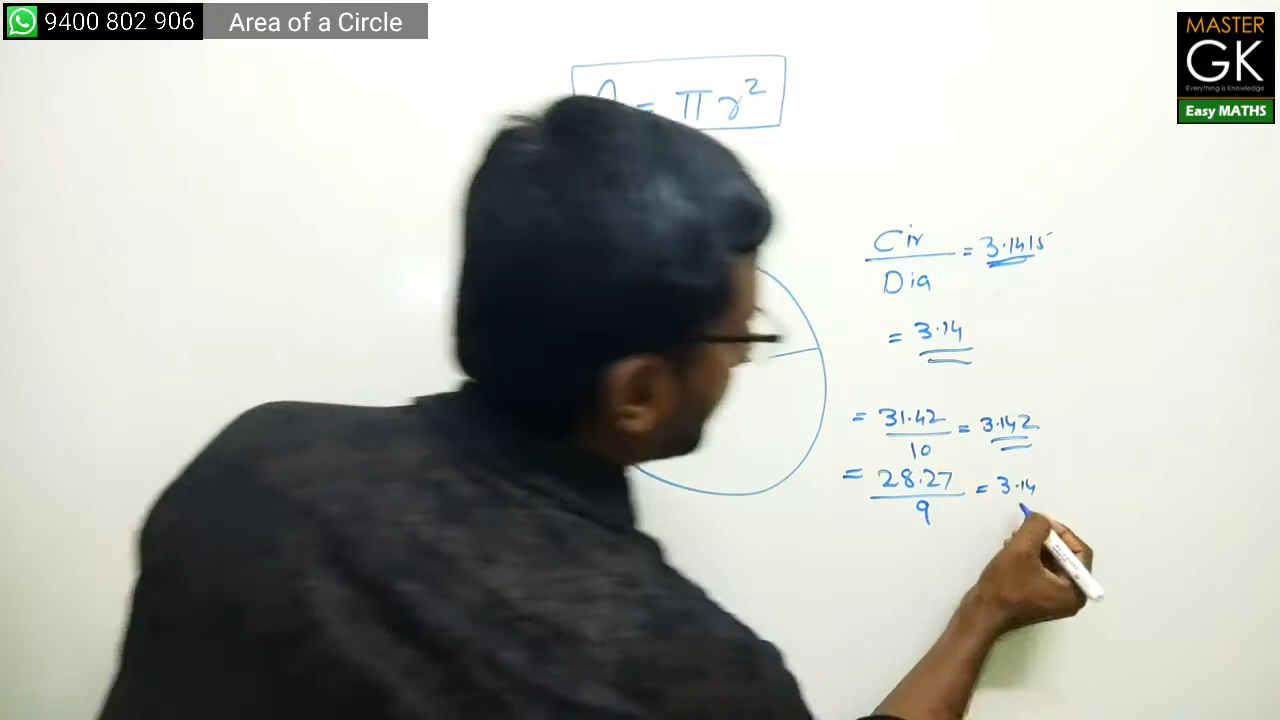 9400 802 906
Area of a Circle
MASTER
GK
Everything is Knowledge
Easy MATHS
= πr²
Cir/Dia = 3.1415
= 3.14
= 31.42/10 = 3.142
= 28.27/9 = 3.14